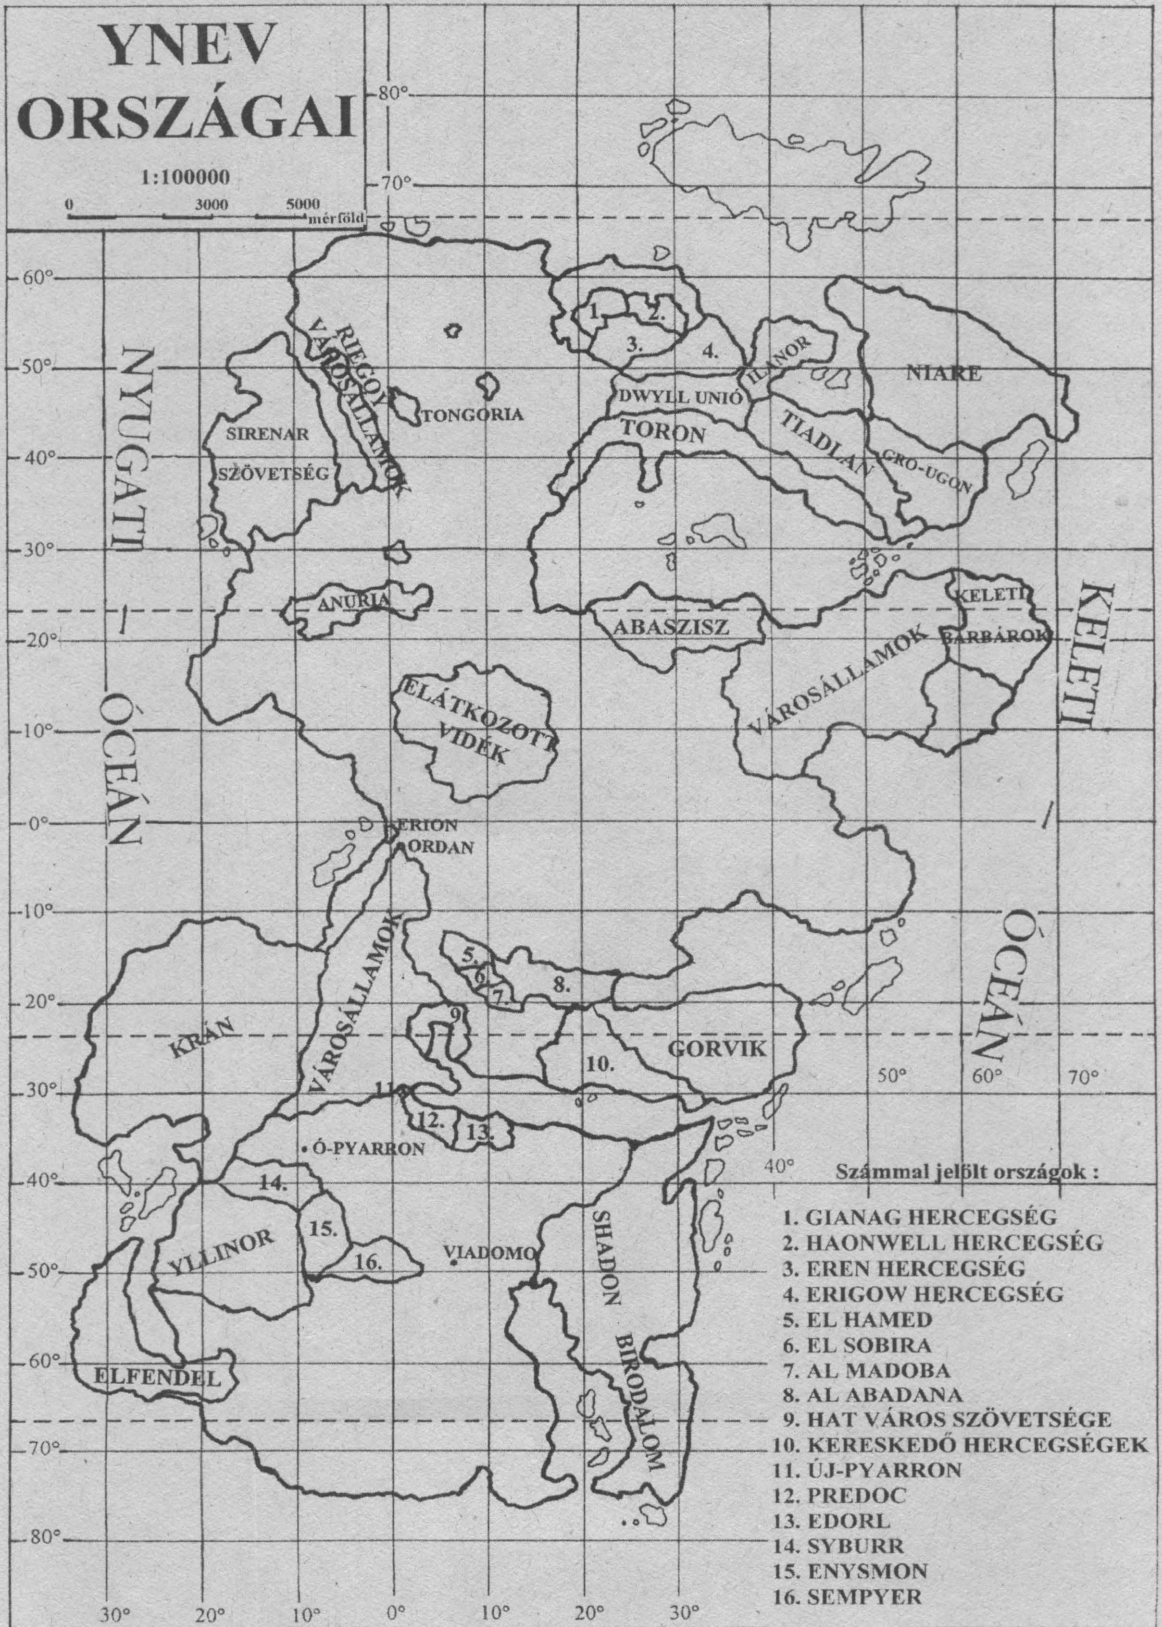 YNEV
ORSZÁGAI
1:100000
0 3000 5000
mérföld
80°
70°
60°
50°
40°
30°
20°
10°
0°
10°
20°
30°
40°
50°
60°
70°
80°
NYUGATI — ÓCEÁN
KELETI — ÓCEÁN
RIEGOY
VÁROSÁLLAMOK
SIRENAR
SZÖVETSÉG
TONGORIA
1.
2.
3.
4.
ILANOR
NIARE
DWYLL UNIÓ
TORON
TIADLAN
GRO-UGON
ANURIA
ABASZISZ
KELETI
BARBÁROK
VÁROSÁLLAMOK
ELÁTKOZOTT
VIDÉK
ERION
ORDAN
VÁROSÁLLAMOK
5.
6.
7.
8.
9.
10.
KRÁN
GORVIK
11.
12.
13.
Ó-PYARRON
14.
15.
16.
YLLINOR
VIADOMO
SHADON
BIRODALOM
ELFENDEL
50° 60° 70°
40°
Számmal jelölt országok :
1. GIANAG HERCEGSÉG
2. HAONWELL HERCEGSÉG
3. EREN HERCEGSÉG
4. ERIGOW HERCEGSÉG
5. EL HAMED
6. EL SOBIRA
7. AL MADOBA
8. AL ABADANA
9. HAT VÁROS SZÖVETSÉGE
10. KERESKEDŐ HERCEGSÉGEK
11. ÚJ-PYARRON
12. PREDOC
13. EDORL
14. SYBURR
15. ENYSMON
16. SEMPYER
30° 20° 10° 0° 10° 20° 30°